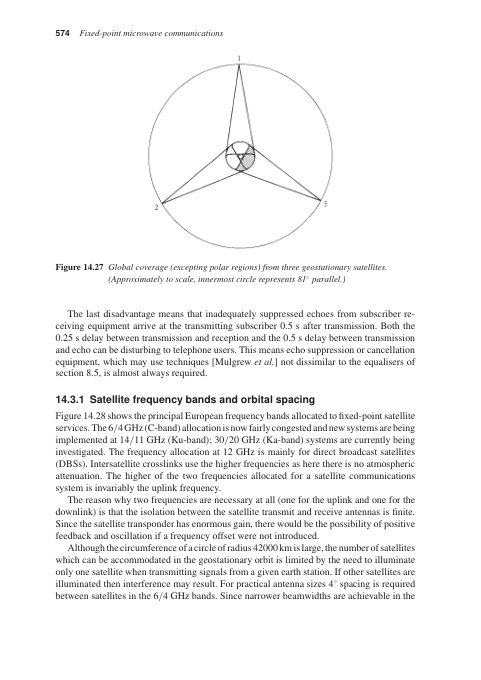 574 Fixed-point microwave communications
1
2
3
Figure 14.27 Global coverage (excepting polar regions) from three geostationary satellites.
(Approximately to scale, innermost circle represents 81° parallel.)
The last disadvantage means that inadequately suppressed echoes from subscriber re-
ceiving equipment arrive at the transmitting subscriber 0.5 s after transmission. Both the
0.25 s delay between transmission and reception and the 0.5 s delay between transmission
and echo can be disturbing to telephone users. This means echo suppression or cancellation
equipment, which may use techniques [Mulgrew et al.] not dissimilar to the equalisers of
section 8.5, is almost always required.
14.3.1 Satellite frequency bands and orbital spacing
Figure 14.28 shows the principal European frequency bands allocated to fixed-point satellite
services. The 6/4 GHz (C-band) allocation is now fairly congested and new systems are being
implemented at 14/11 GHz (Ku-band); 30/20 GHz (Ka-band) systems are currently being
investigated. The frequency allocation at 12 GHz is mainly for direct broadcast satellites
(DBSs). Intersatellite crosslinks use the higher frequencies as here there is no atmospheric
attenuation. The higher of the two frequencies allocated for a satellite communications
system is invariably the uplink frequency.
The reason why two frequencies are necessary at all (one for the uplink and one for the
downlink) is that the isolation between the satellite transmit and receive antennas is finite.
Since the satellite transponder has enormous gain, there would be the possibility of positive
feedback and oscillation if a frequency offset were not introduced.
Although the circumference of a circle of radius 42000 km is large, the number of satellites
which can be accommodated in the geostationary orbit is limited by the need to illuminate
only one satellite when transmitting signals from a given earth station. If other satellites are
illuminated then interference may result. For practical antenna sizes 4° spacing is required
between satellites in the 6/4 GHz bands. Since narrower beamwidths are achievable in the